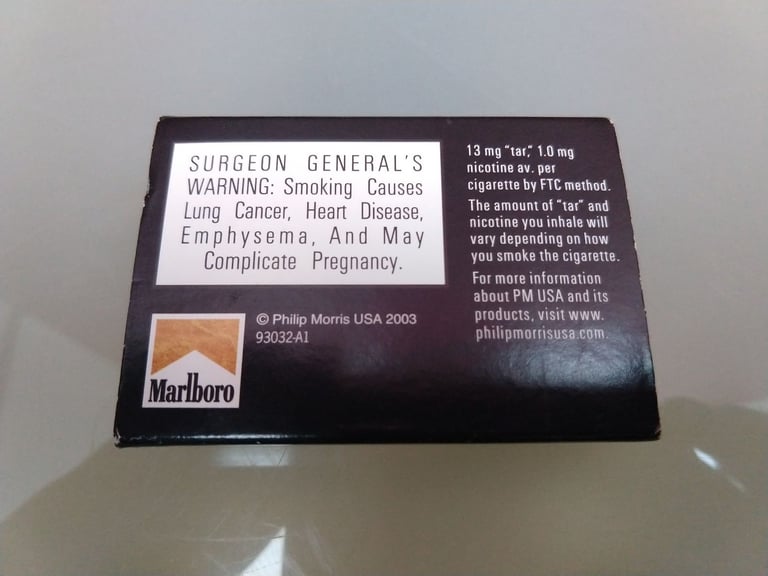 SURGEON GENERAL'S
WARNING: Smoking Causes
Lung Cancer, Heart Disease,
Emphysema, And May
Complicate Pregnancy.
Marlboro
© Philip Morris USA 2003
93032-A1
13 mg "tar," 1.0 mg
nicotine av. per
cigarette by FTC method.
The amount of "tar" and
nicotine you inhale will
vary depending on how
you smoke the cigarette.
For more information
about PM USA and its
products, visit www.
philipmorrisusa.com.